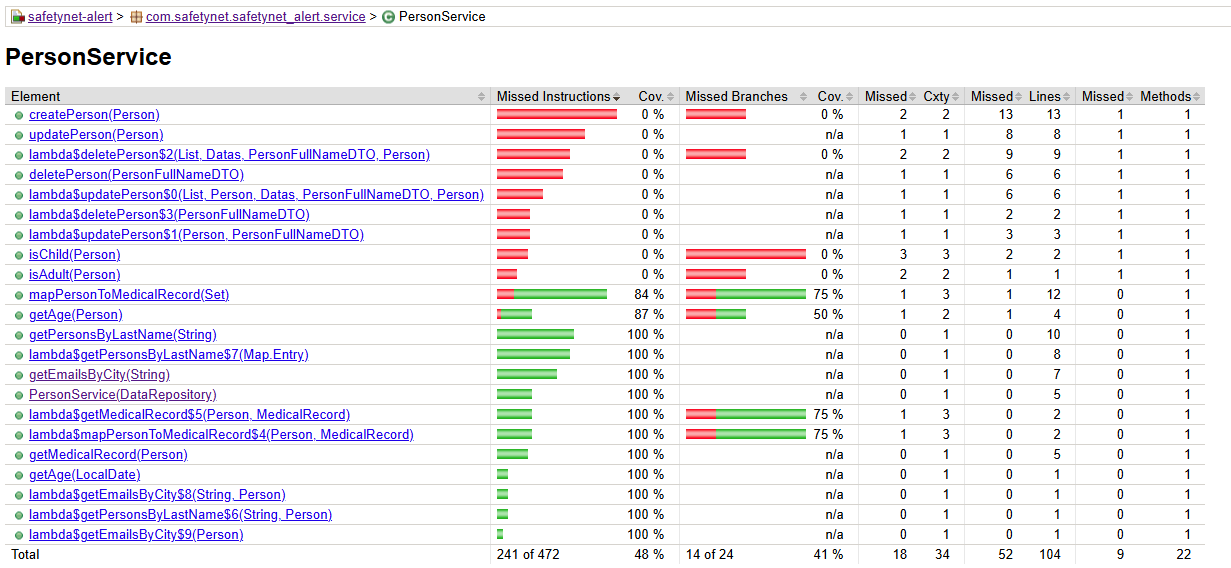 safetynet-alert > com.safetynet.safetynet_alert.service > PersonService
PersonService
Element Missed Instructions Cov. Missed Branches Cov. Missed Cxty Missed Lines Missed Methods
createPerson(Person) 0 % 0 % 2 2 13 13 1 1
updatePerson(Person) 0 % n/a 1 1 8 8 1 1
lambda$deletePerson$2(List, Datas, PersonFullNameDTO, Person) 0 % 0 % 2 2 9 9 1 1
deletePerson(PersonFullNameDTO) 0 % n/a 1 1 6 6 1 1
lambda$updatePerson$0(List, Person, Datas, PersonFullNameDTO, Person) 0 % n/a 1 1 6 6 1 1
lambda$deletePerson$3(PersonFullNameDTO) 0 % n/a 1 1 2 2 1 1
lambda$updatePerson$1(Person, PersonFullNameDTO) 0 % n/a 1 1 3 3 1 1
isChild(Person) 0 % 0 % 3 3 2 2 1 1
isAdult(Person) 0 % 0 % 2 2 1 1 1 1
mapPersonToMedicalRecord(Set) 84 % 75 % 1 3 1 12 0 1
getAge(Person) 87 % 50 % 1 2 1 4 0 1
getPersonsByLastName(String) 100 % n/a 0 1 0 10 0 1
lambda$getPersonsByLastName$7(Map.Entry) 100 % n/a 0 1 0 8 0 1
getEmailsByCity(String) 100 % n/a 0 1 0 7 0 1
PersonService(DataRepository) 100 % n/a 0 1 0 5 0 1
lambda$getMedicalRecord$5(Person, MedicalRecord) 100 % 75 % 1 3 0 2 0 1
lambda$mapPersonToMedicalRecord$4(Person, MedicalRecord) 100 % 75 % 1 3 0 2 0 1
getMedicalRecord(Person) 100 % n/a 0 1 0 5 0 1
getAge(LocalDate) 100 % n/a 0 1 0 1 0 1
lambda$getEmailsByCity$8(String, Person) 100 % n/a 0 1 0 1 0 1
lambda$getPersonsByLastName$6(String, Person) 100 % n/a 0 1 0 1 0 1
lambda$getEmailsByCity$9(Person) 100 % n/a 0 1 0 1 0 1
Total 241 of 472 48 % 14 of 24 41 % 18 34 52 104 9 22